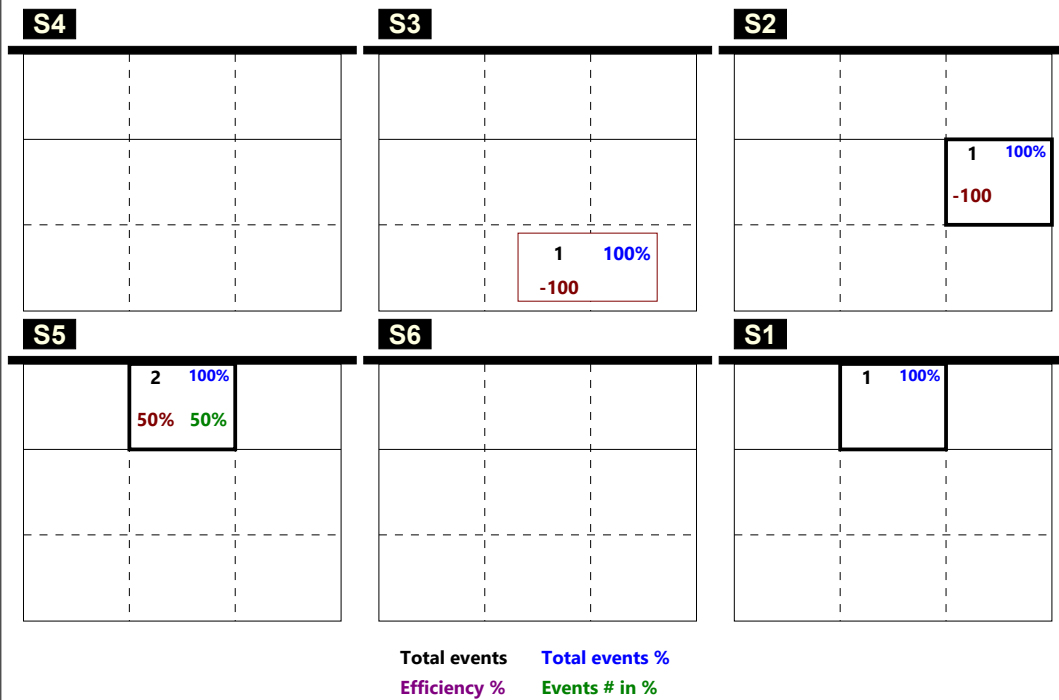 S4
S3
S2
1 100%
-100
1 100%
-100
S5
S6
S1
2 100%
50% 50%
1 100%
Total events Total events %
Efficiency % Events # in %